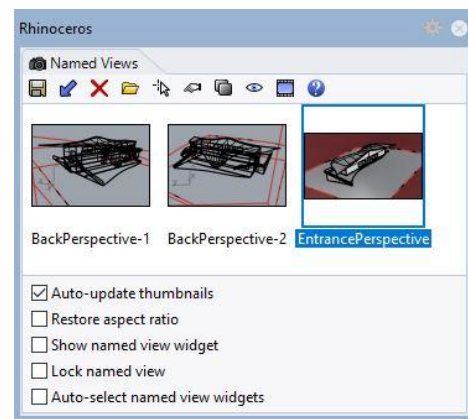 Rhinoceros
Named Views
BackPerspective-1 BackPerspective-2 EntrancePerspective
Auto-update thumbnails
Restore aspect ratio
Show named view widget
Lock named view
Auto-select named view widgets